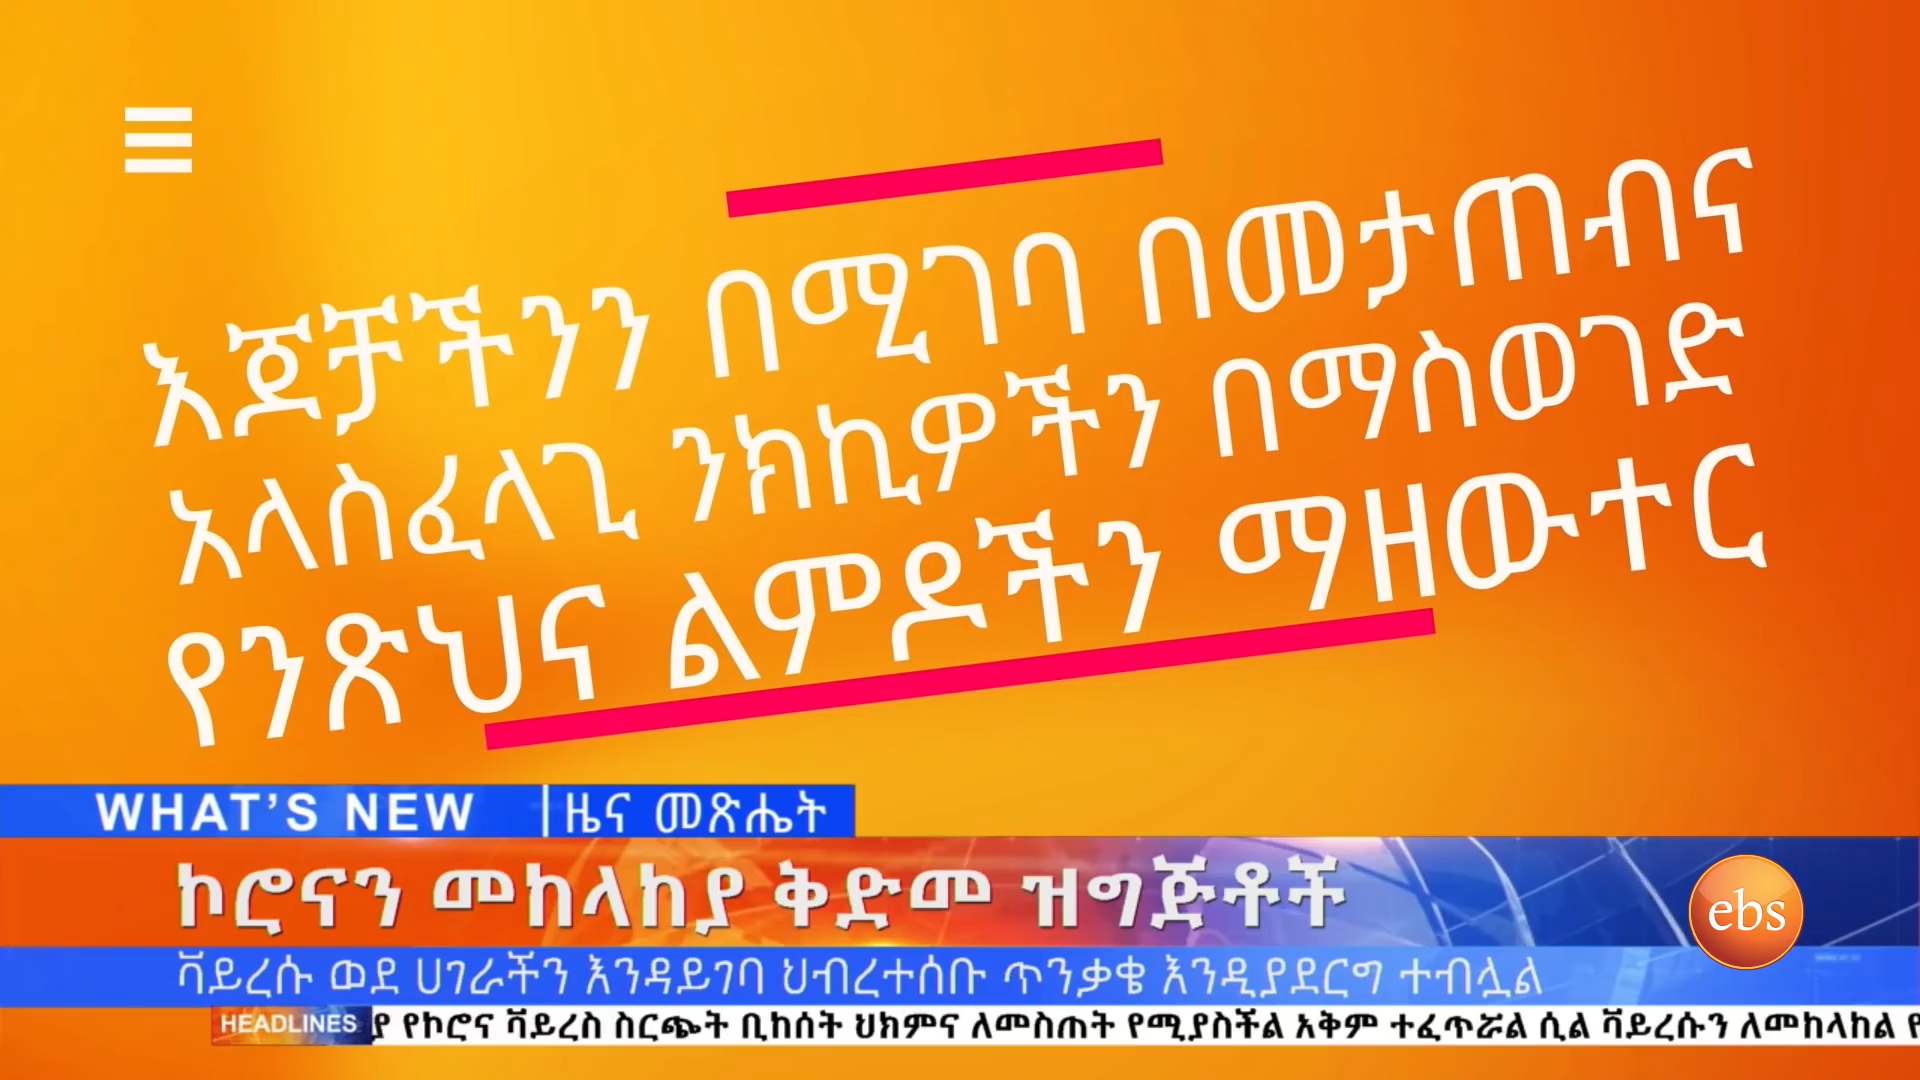 እጆቻችንን በሚገባ በመታጠብና
አላስፈላጊ ንክኪዎችን በማስወገድ
የንጽህና ልምዶችን ማዘውተር
WHAT'S NEW |ዜና መጽሔት
ኮሮናን መከላከያ ቅድመ ዝግጅቶች
ebs
ቫይረሱ ወደ ሀገራችን እንዳይገባ ህብረተሰቡ ጥንቃቄ እንዲያደርግ ተብሏል
HEADLINES ያ የኮሮና ቫይረስ ስርጭት ቢከሰት ህክምና ለመስጠት የሚያስችል አቅም ተፈጥሯል ሲል ቫይረሱን ለመከላከል የ